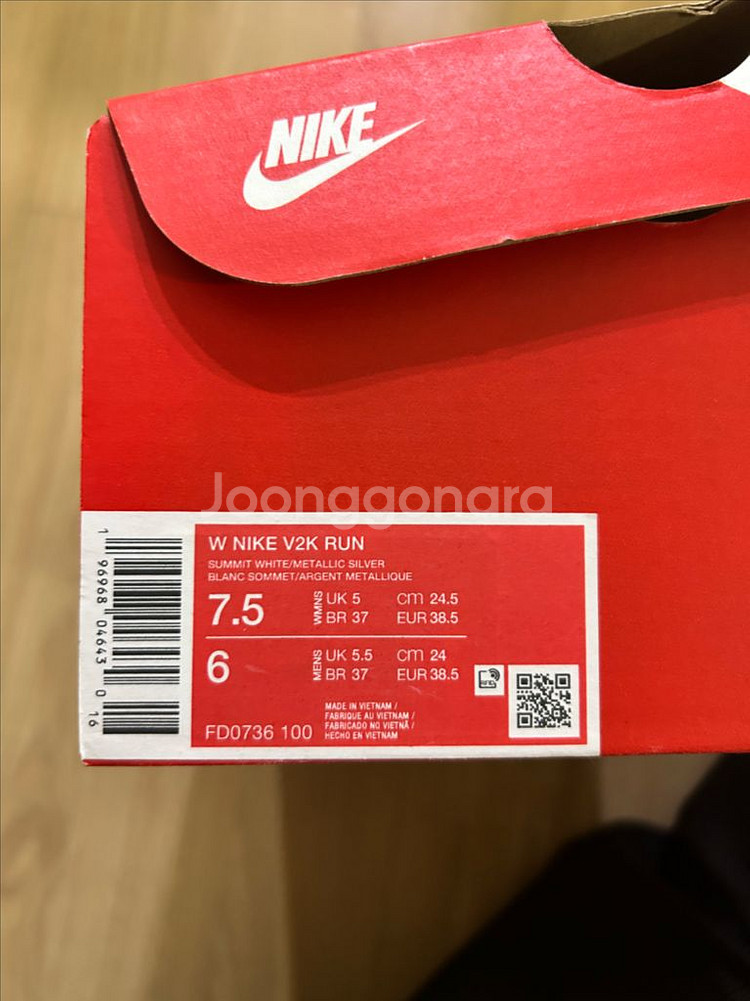 NIKE
Joonggonara
W NIKE V2K RUN
SUMMIT WHITE/METALLIC SILVER
BLANC SOMMET/ARGENT METALLIQUE
7.5 WMNS UK 5 cm 24.5
BR 37 EUR 38.5
6 MENS UK 5.5 cm 24
BR 37 EUR 38.5
FD0736 100
MADE IN VIETNAM /
FABRIQUE AU VIETNAM /
FABRICADO NO VIETNÃ /
HECHO EN VIETNAM
1 96968 04643 0 16